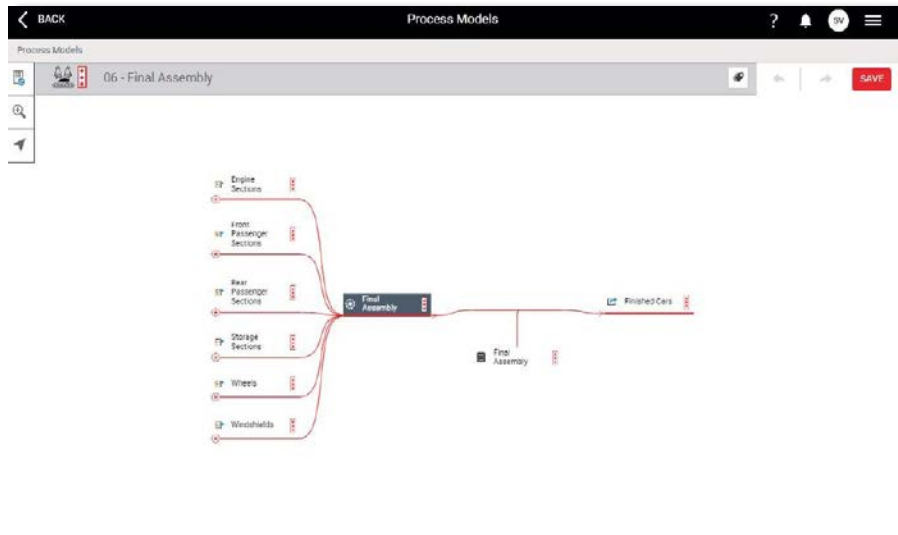 BACK
Process Models
?
SV
Process Models
06 - Final Assembly
SAVE
Engine
Sections
Front
Passenger
Sections
Rear
Passenger
Sections
Storage
Sections
Wheels
Windshields
Final
Assembly
Final
Assembly
Finished Cars